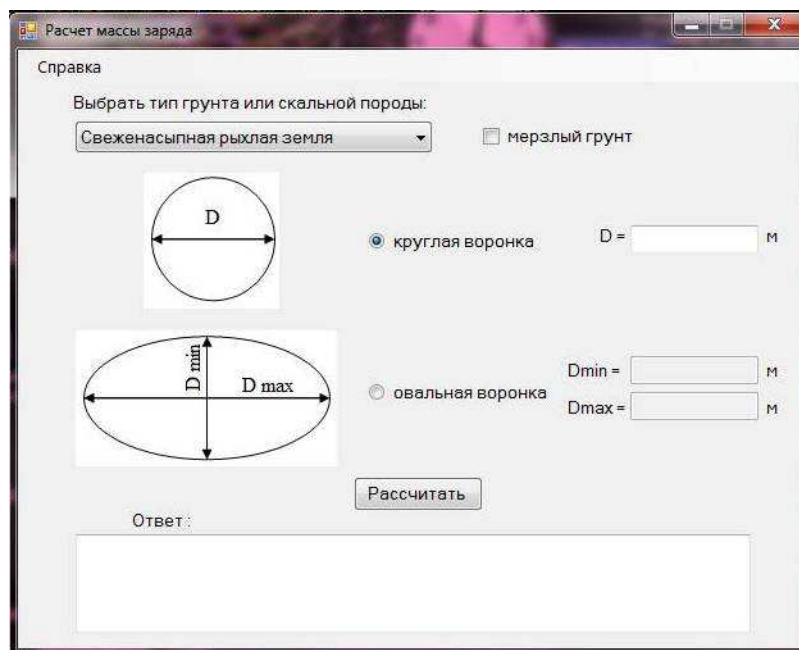 Расчет массы заряда
Справка
Выбрать тип грунта или скальной породы:
Свеженасыпная рыхлая земля
мерзлый грунт
D
круглая воронка
D =
м
D min
D max
овальная воронка
Dmin =
м
Dmax =
м
Рассчитать
Ответ :